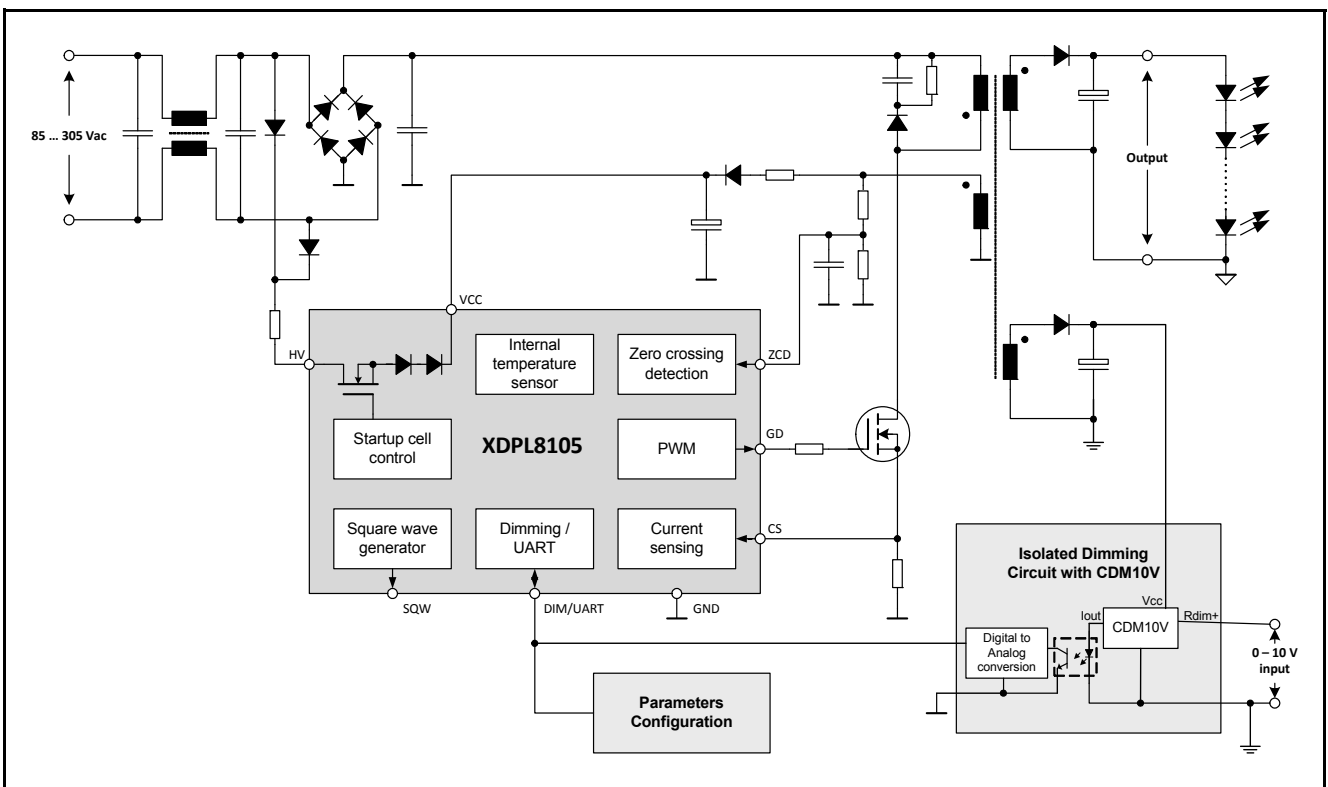 85 ... 305 Vac
Output
VCC
HV
Internal
temperature
sensor
Zero crossing
detection
ZCD
Startup cell
control
XDPL8105
PWM
GD
Square wave
generator
Dimming /
UART
Current
sensing
CS
SQW
DIM/UART
GND
Isolated Dimming
Circuit with CDM10V
Vcc
Iout
Rdim+
CDM10V
Digital to
Analog
conversion
0 – 10 V
input
Parameters
Configuration